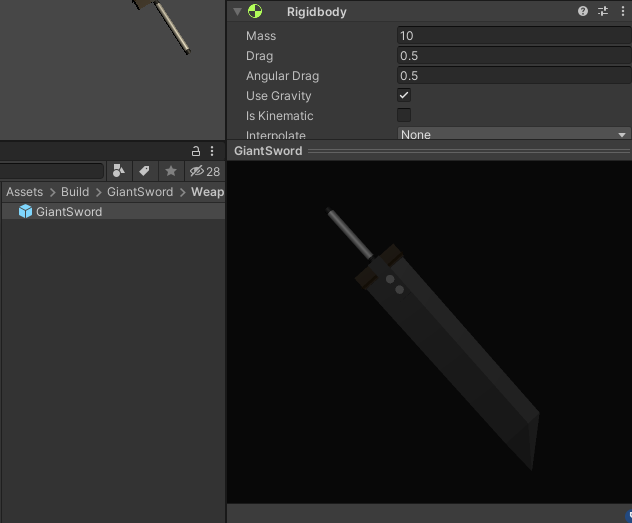 Rigidbody
Mass 10
Drag 0.5
Angular Drag 0.5
Use Gravity
Is Kinematic
Interpolate None
GiantSword
28
Assets > Build > GiantSword > Weap
GiantSword